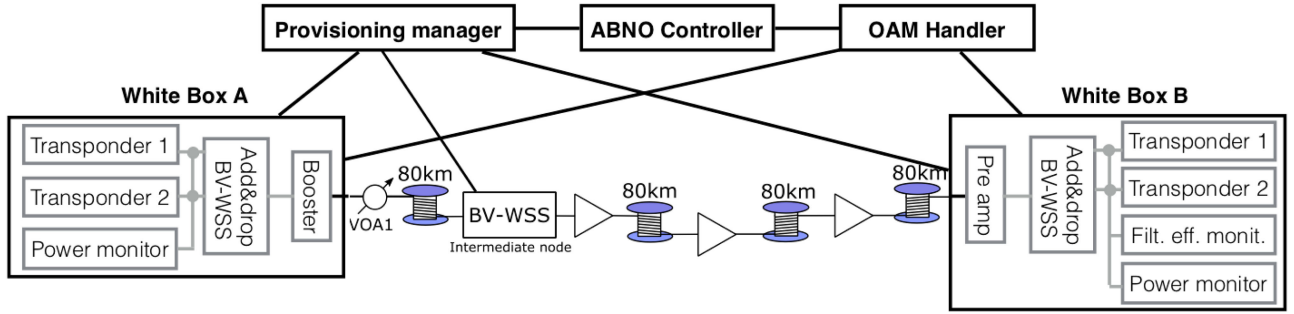 Provisioning manager
ABNO Controller
OAM Handler
White Box A
White Box B
Transponder 1
Transponder 2
Power monitor
Add&drop
BV-WSS
Booster
VOA1
80km
BV-WSS
Intermediate node
80km
80km
80km
Pre amp
Add&drop
BV-WSS
Transponder 1
Transponder 2
Filt. eff. monit.
Power monitor